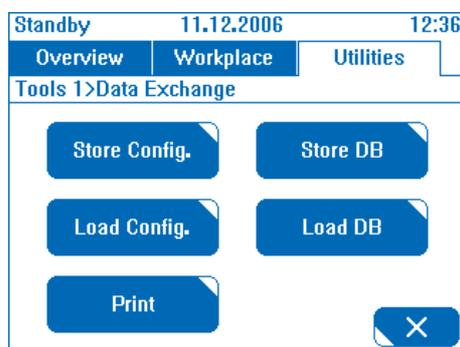 Standby 11.12.2006 12:36
Overview Workplace Utilities
Tools 1>Data Exchange
Store Config. Store DB
Load Config. Load DB
Print